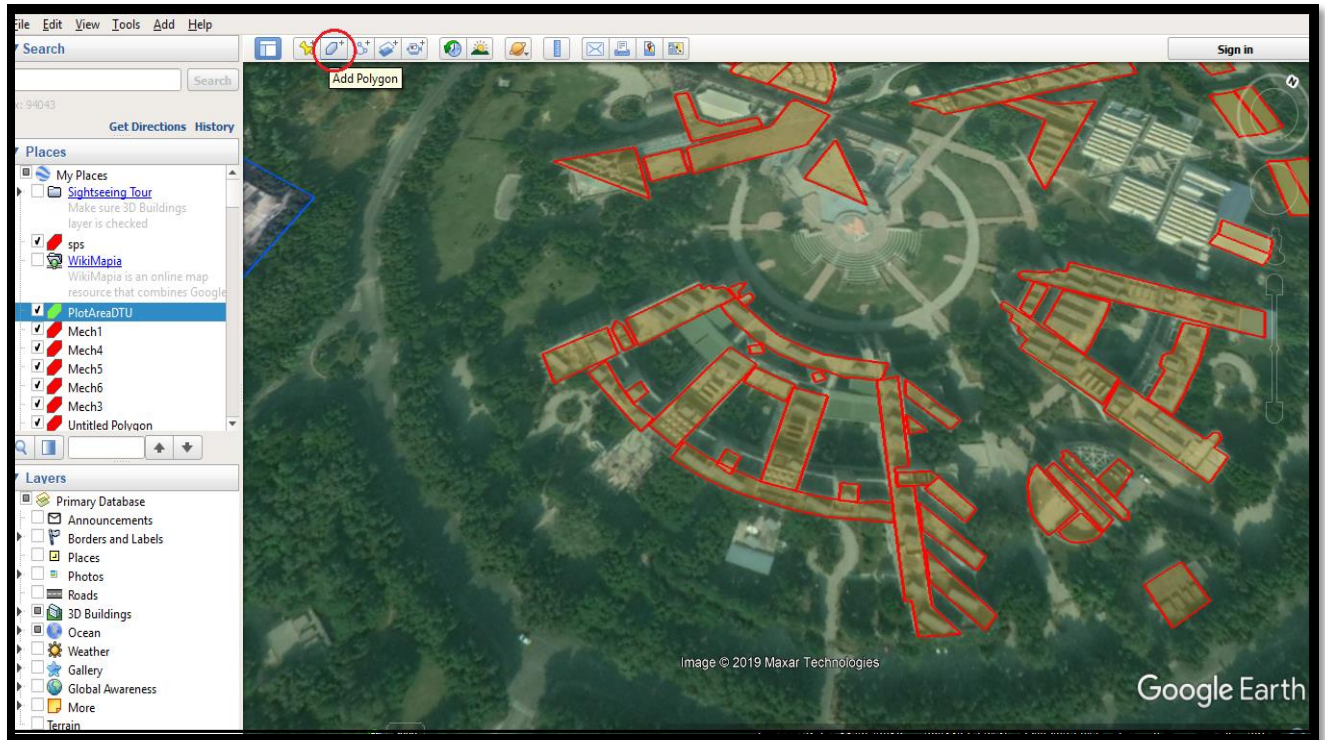 File Edit View Tools Add Help
Search
Sign in
Add Polygon
Search
94043
Get Directions History
Places
My Places
Sightseeing Tour
Make sure 3D Buildings
layer is checked
sps
WikiMapia
WikiMapia is an online map
resource that combines Google
PlotAreaDTU
Mech1
Mech4
Mech5
Mech6
Mech3
Untitled Polygon
Layers
Primary Database
Announcements
Borders and Labels
Places
Photos
Roads
3D Buildings
Ocean
Weather
Gallery
Global Awareness
More
Terrain
N
Image © 2019 Maxar Technologies
Google Earth